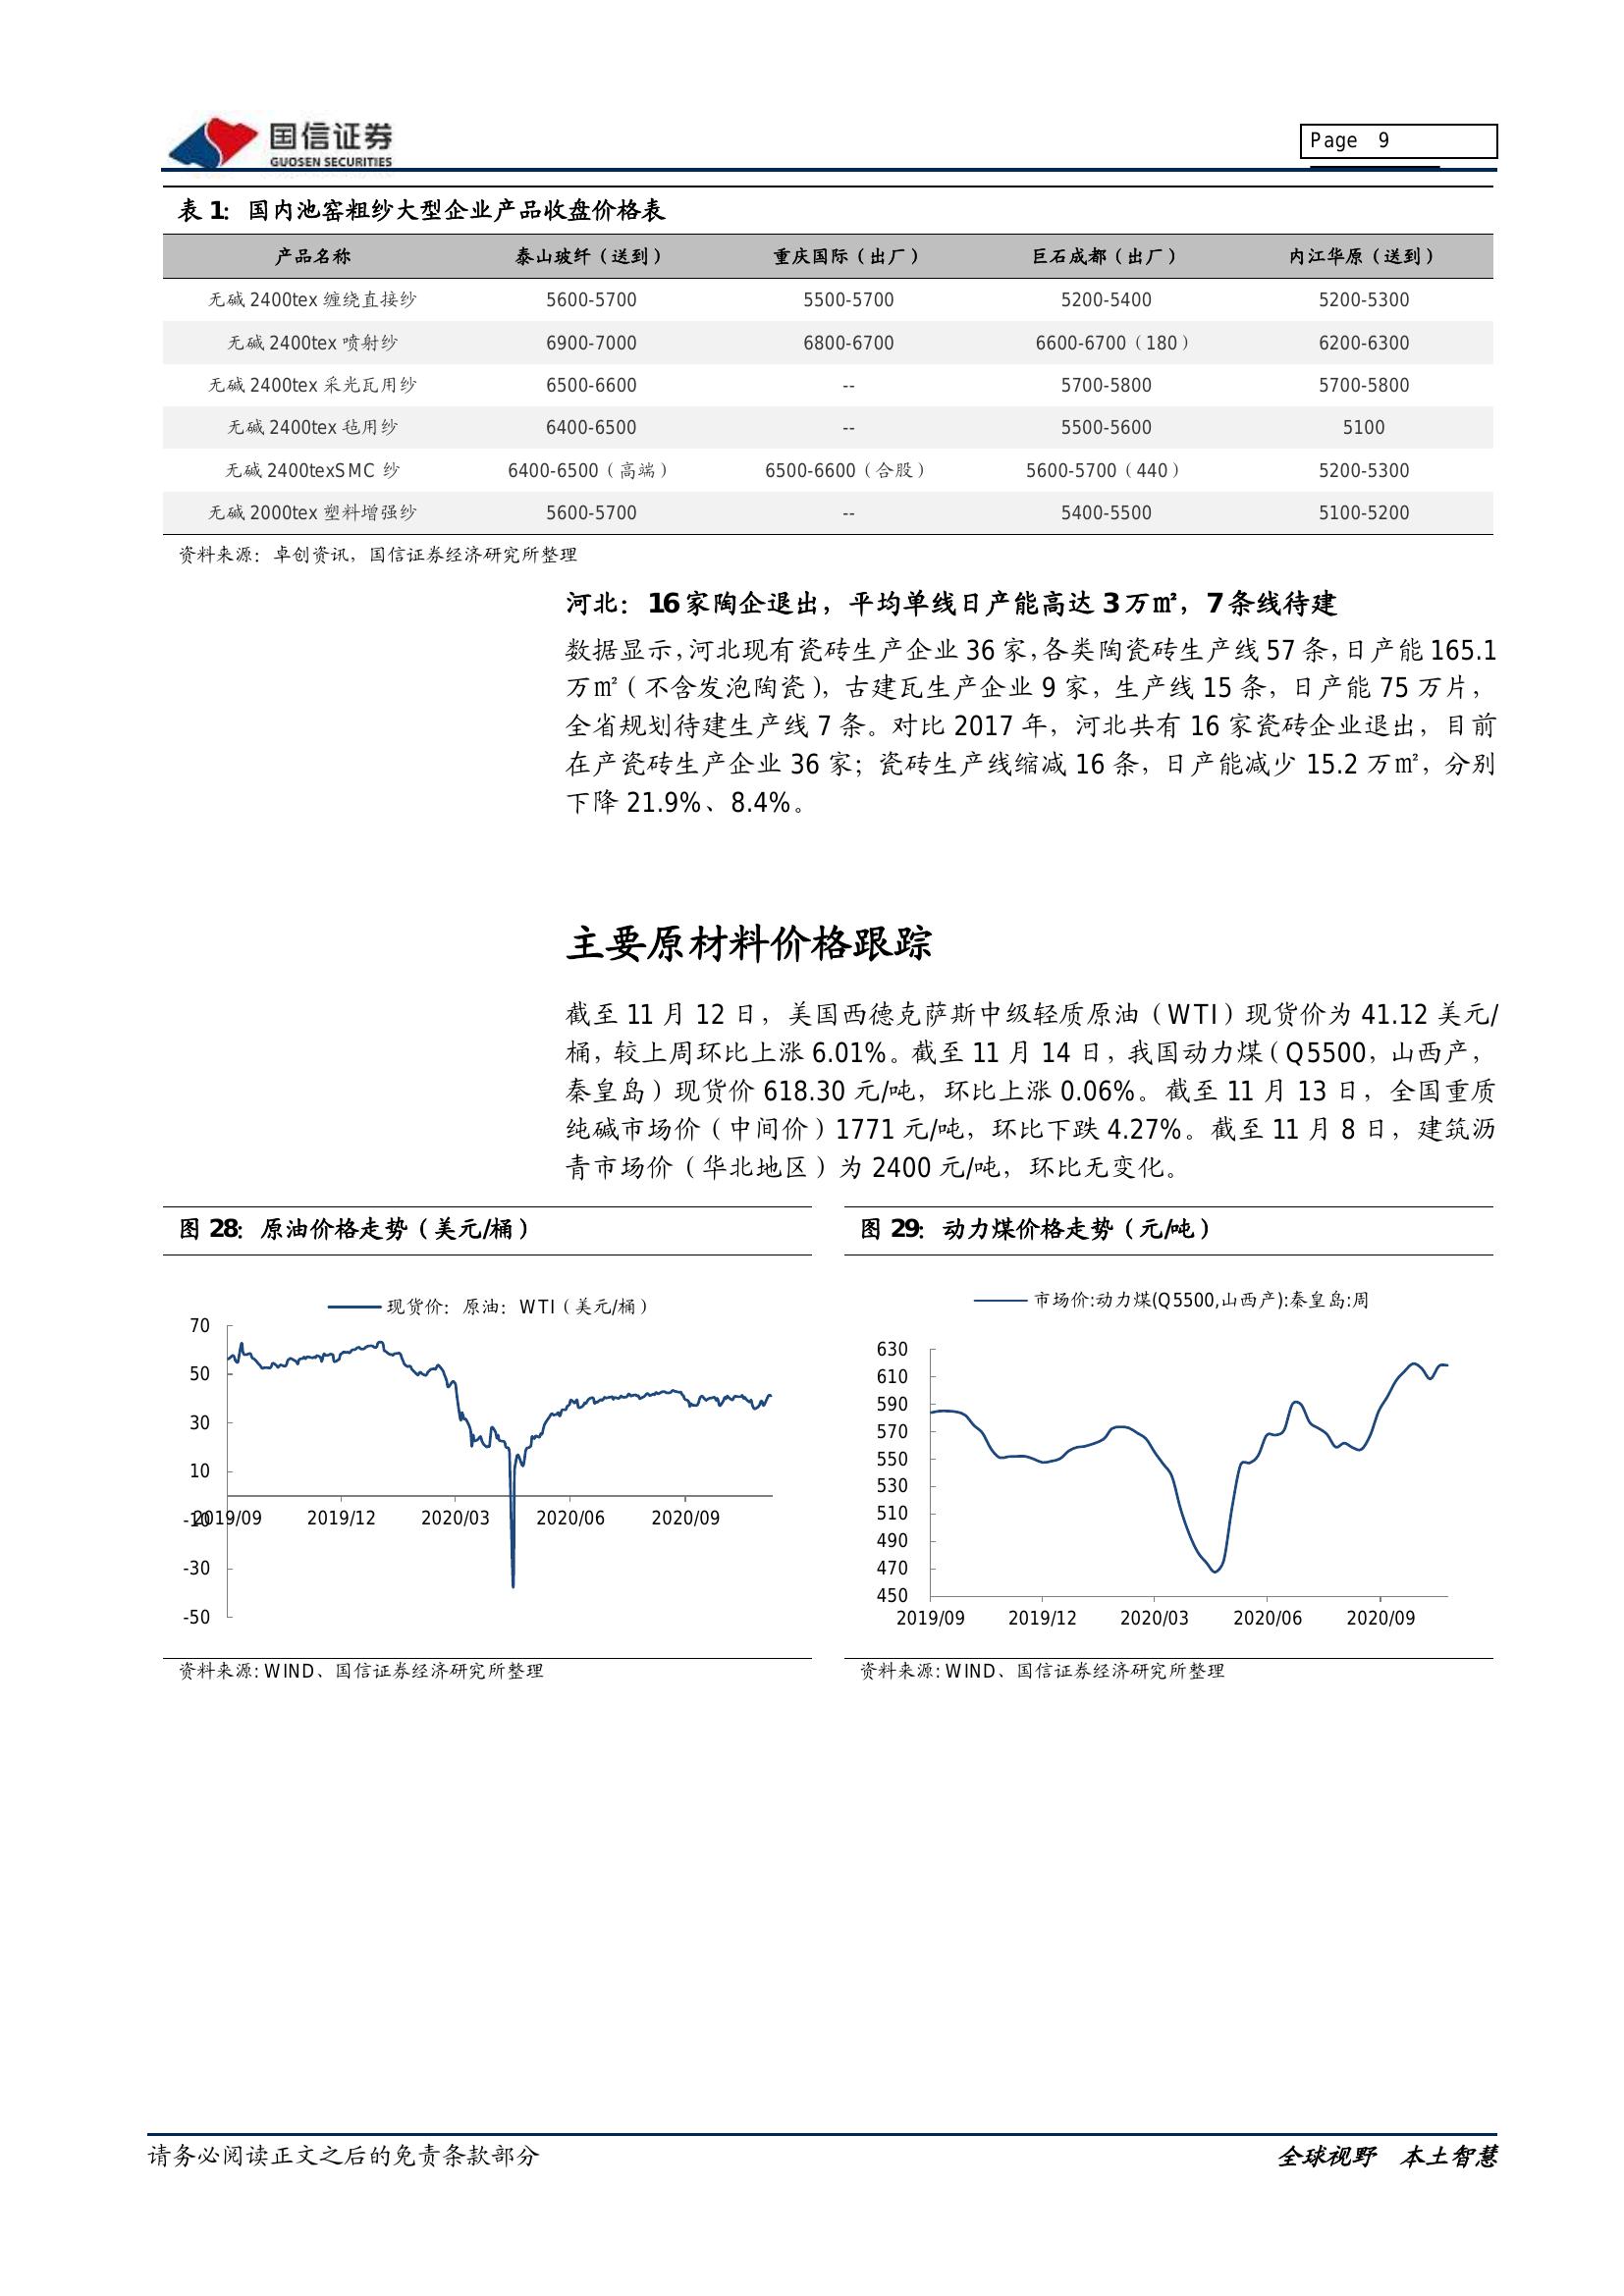 国信证券
GUOSEN SECURITIES
Page 9
表 1：国内池窑粗纱大型企业产品收盘价格表
产品名称 泰山玻纤（送到） 重庆国际（出厂） 巨石成都（出厂） 内江华原（送到）
无碱 2400tex 缠绕直接纱 5600-5700 5500-5700 5200-5400 5200-5300
无碱 2400tex 喷射纱 6900-7000 6800-6700 6600-6700（180） 6200-6300
无碱 2400tex 采光瓦用纱 6500-6600 -- 5700-5800 5700-5800
无碱 2400tex 毡用纱 6400-6500 -- 5500-5600 5100
无碱 2400texSMC 纱 6400-6500（高端） 6500-6600（合股） 5600-5700（440） 5200-5300
无碱 2000tex 塑料增强纱 5600-5700 -- 5400-5500 5100-5200
资料来源：卓创资讯，国信证券经济研究所整理
河北：16 家陶企退出，平均单线日产能高达 3 万㎡，7 条线待建
数据显示，河北现有瓷砖生产企业 36 家，各类陶瓷砖生产线 57 条，日产能 165.1
万㎡（不含发泡陶瓷），古建瓦生产企业 9 家，生产线 15 条，日产能 75 万片，
全省规划待建生产线 7 条。对比 2017 年，河北共有 16 家瓷砖企业退出，目前
在产瓷砖生产企业 36 家；瓷砖生产线缩减 16 条，日产能减少 15.2 万㎡，分别
下降 21.9%、8.4%。
主要原材料价格跟踪
截至 11 月 12 日，美国西德克萨斯中级轻质原油（WTI）现货价为 41.12 美元/
桶，较上周环比上涨 6.01%。截至 11 月 14 日，我国动力煤（Q5500，山西产，
秦皇岛）现货价 618.30 元/吨，环比上涨 0.06%。截至 11 月 13 日，全国重质
纯碱市场价（中间价）1771 元/吨，环比下跌 4.27%。截至 11 月 8 日，建筑沥
青市场价（华北地区）为 2400 元/吨，环比无变化。
图 28：原油价格走势（美元/桶）
现货价：原油：WTI（美元/桶）
70
50
30
10
-10
-30
-50
2019/09 2019/12 2020/03 2020/06 2020/09
资料来源: WIND、国信证券经济研究所整理
图 29：动力煤价格走势（元/吨）
市场价:动力煤(Q5500,山西产):秦皇岛:周
630
610
590
570
550
530
510
490
470
450
2019/09 2019/12 2020/03 2020/06 2020/09
资料来源: WIND、国信证券经济研究所整理
请务必阅读正文之后的免责条款部分
全球视野 本土智慧